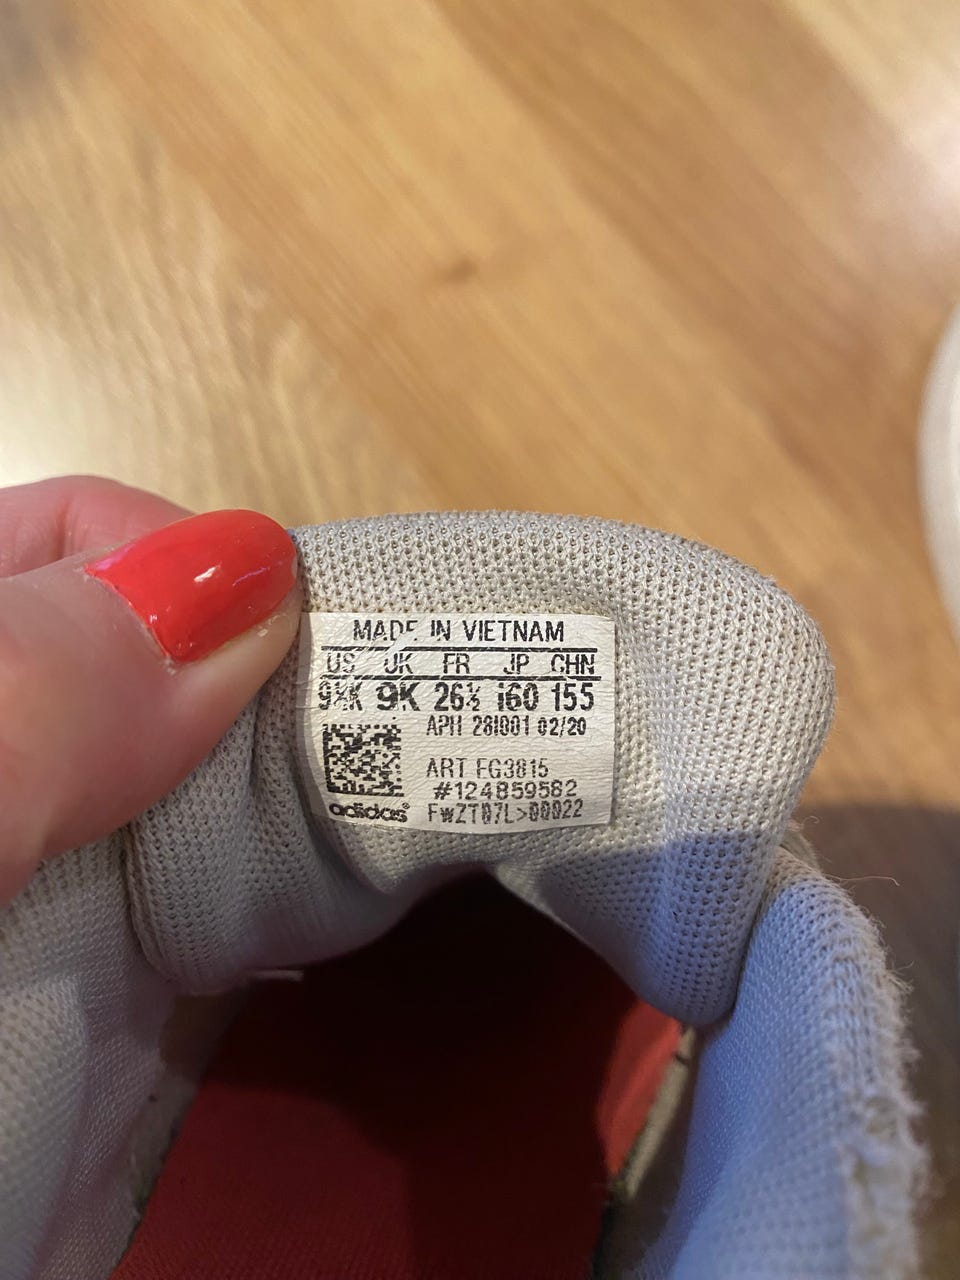 MADE IN VIETNAM
US UK FR JP CHN
9½K 9K 26½ 160 155
APH 281001 02/20
ART EG3815
#124859582
adidas® FwZT07L>00022